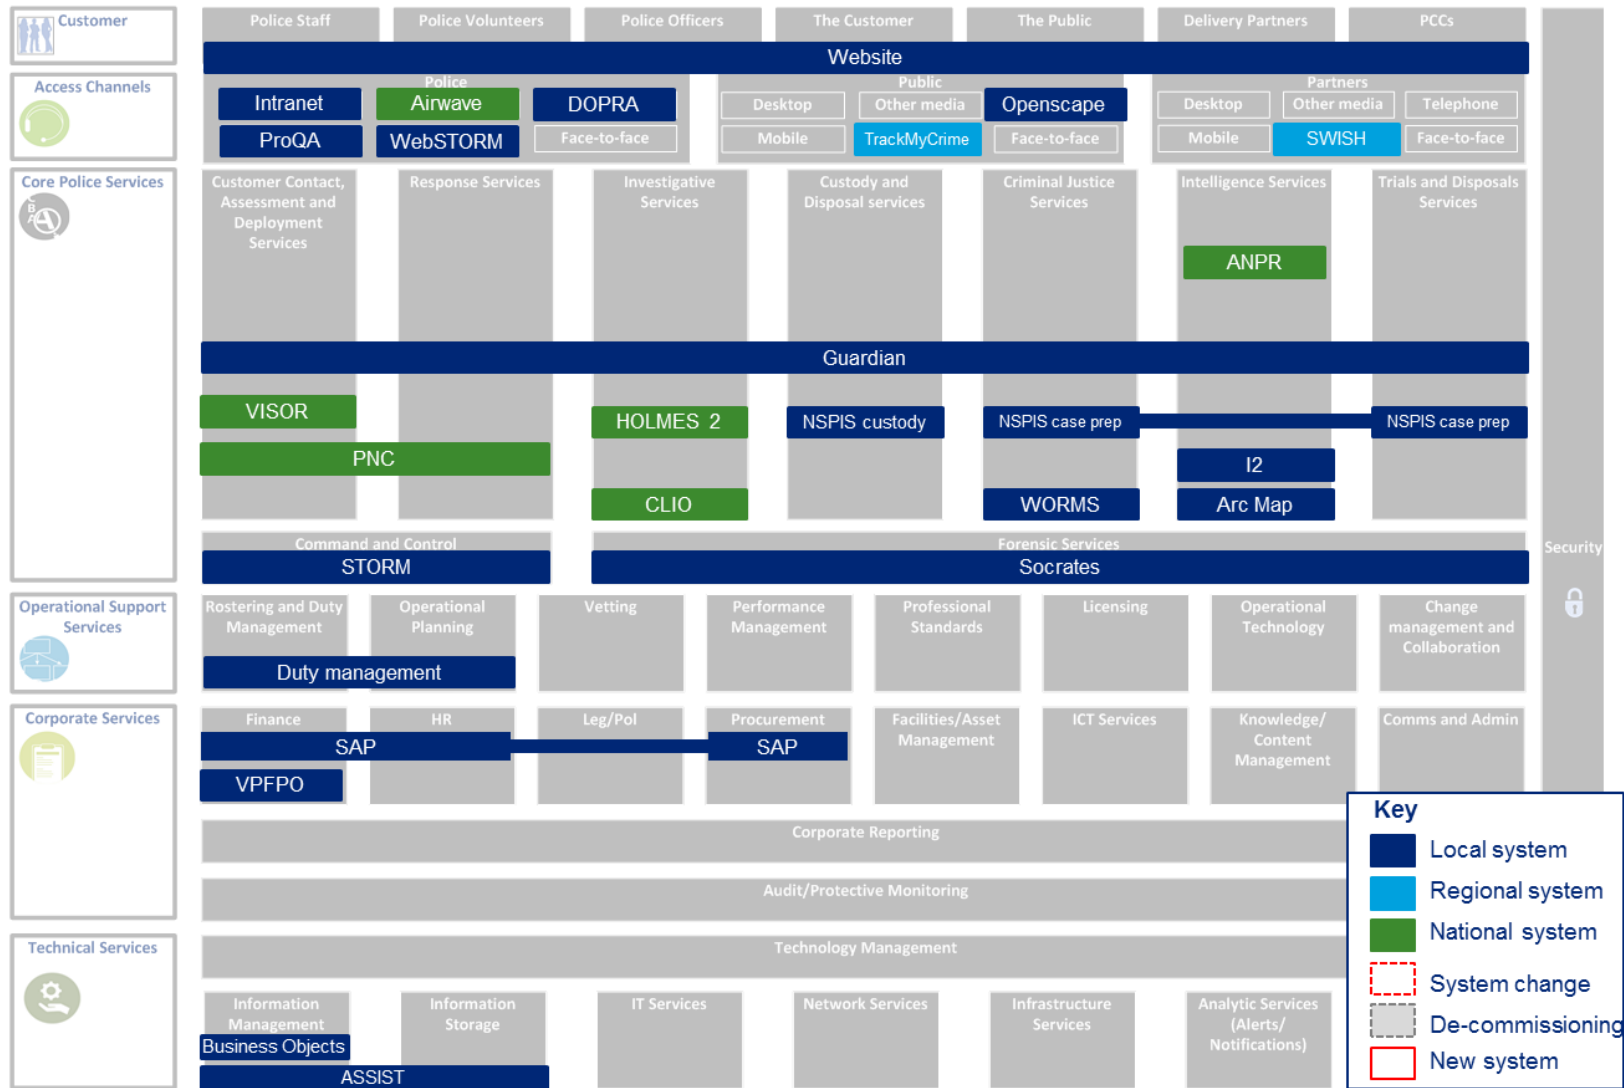 Customer
Police Staff
Police Volunteers
Police Officers
The Customer
The Public
Delivery Partners
PCCs
Website
Access Channels
Police
Public
Partners
Intranet
Airwave
DOPRA
Desktop
Other media
Openscape
Desktop
Other media
Telephone
ProQA
WebSTORM
Face-to-face
Mobile
TrackMyCrime
Face-to-face
Mobile
SWISH
Face-to-face
Core Police Services
Customer Contact,
Assessment and
Deployment
Services
Response Services
Investigative
Services
Custody and
Disposal services
Criminal Justice
Services
Intelligence Services
Trials and Disposals
Services
ANPR
Guardian
VISOR
HOLMES 2
NSPIS custody
NSPIS case prep
NSPIS case prep
PNC
I2
CLIO
WORMS
Arc Map
Command and Control
Forensic Services
STORM
Socrates
Security
Operational Support
Services
Rostering and Duty
Management
Operational
Planning
Vetting
Performance
Management
Professional
Standards
Licensing
Operational
Technology
Change
management and
Collaboration
Duty management
Corporate Services
Finance
HR
Leg/Pol
Procurement
Facilities/Asset
Management
ICT Services
Knowledge/
Content
Management
Comms and Admin
SAP
SAP
VPFPO
Corporate Reporting
Audit/Protective Monitoring
Technical Services
Technology Management
Information
Management
Information
Storage
IT Services
Network Services
Infrastructure
Services
Analytic Services
(Alerts/
Notifications)
Business Objects
ASSIST
Key
Local system
Regional system
National system
System change
De-commissioning
New system